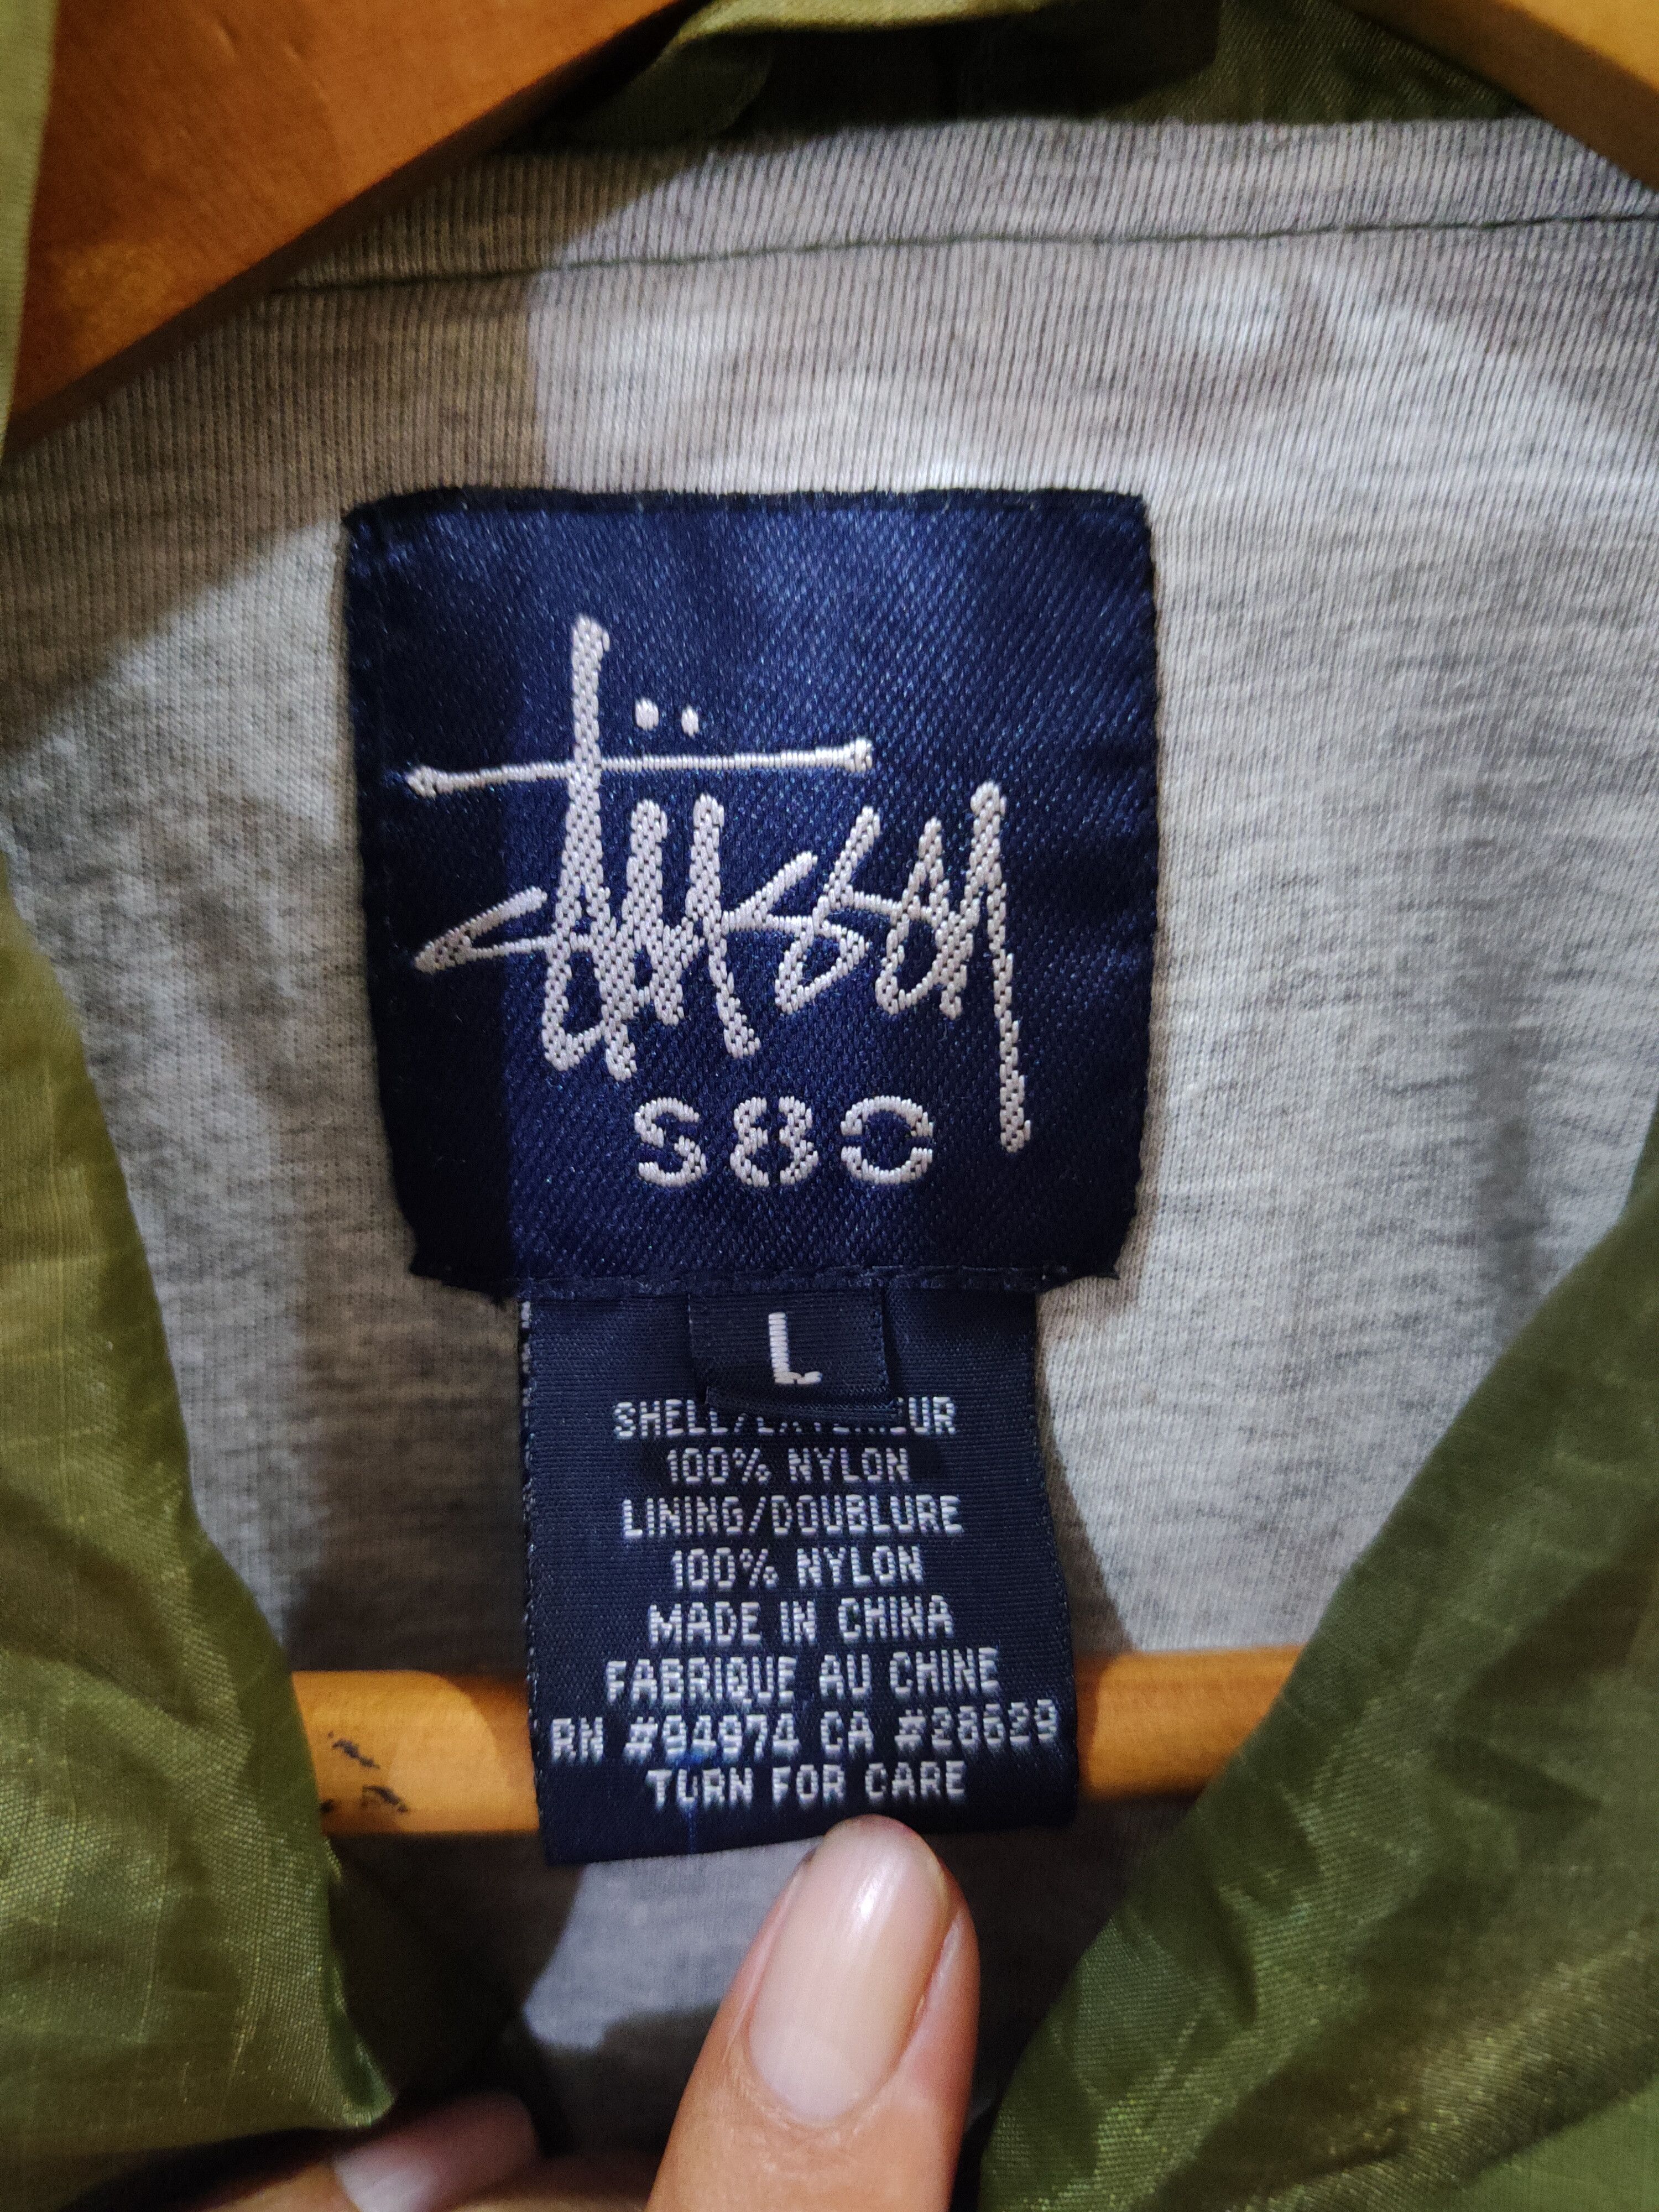 Stüssy
S80
L
SHELL/EXTERIEUR
100% NYLON
LINING/DOUBLURE
100% NYLON
MADE IN CHINA
FABRIQUE AU CHINE
RN #94974 CA #28629
TURN FOR CARE